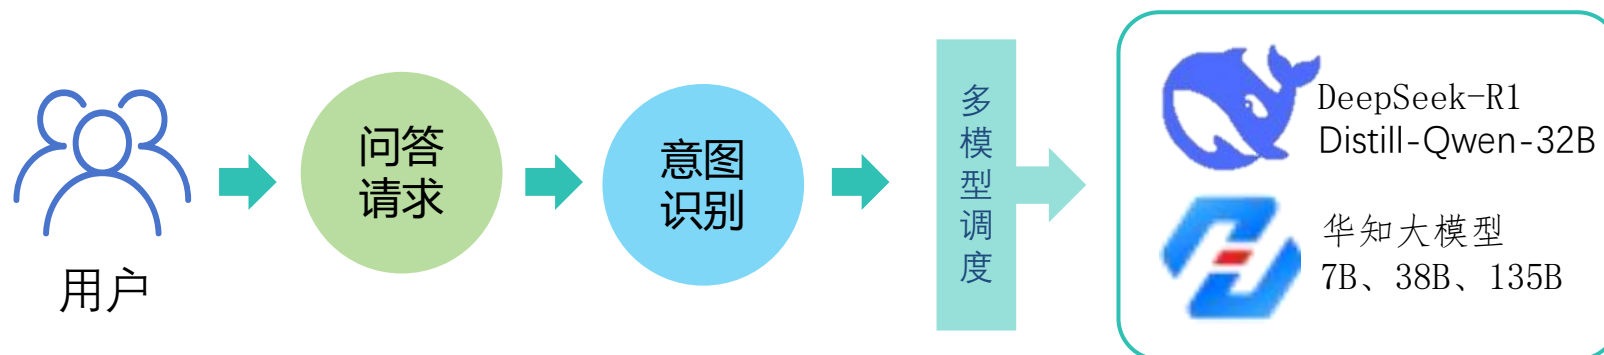 用户
问答
请求
意图
识别
多模型调度
DeepSeek-R1
Distill-Qwen-32B
华知大模型
7B、38B、135B